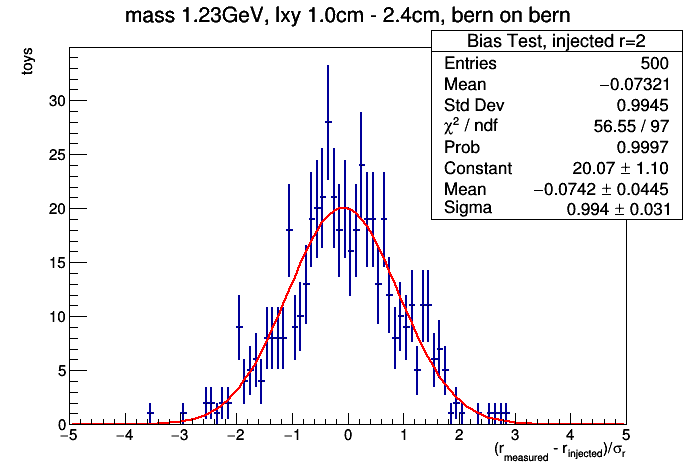 mass 1.23GeV, lxy 1.0cm - 2.4cm, bern on bern
Bias Test, injected r=2
Entries 500
Mean −0.07321
Std Dev 0.9945
χ² / ndf 56.55 / 97
Prob 0.9997
Constant 20.07 ± 1.10
Mean −0.0742 ± 0.0445
Sigma 0.994 ± 0.031
toys
30
25
20
15
10
5
0
−5 −4 −3 −2 −1 0 1 2 3 4 5
(r_measured - r_injected)/σ_r